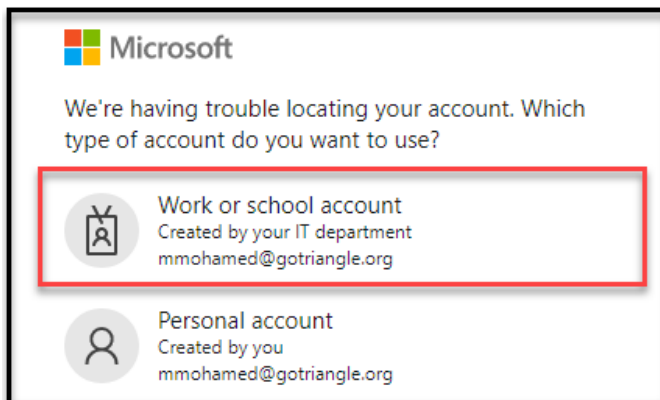 Microsoft
We're having trouble locating your account. Which
type of account do you want to use?
Work or school account
Created by your IT department
mmohamed@gotriangle.org
Personal account
Created by you
mmohamed@gotriangle.org